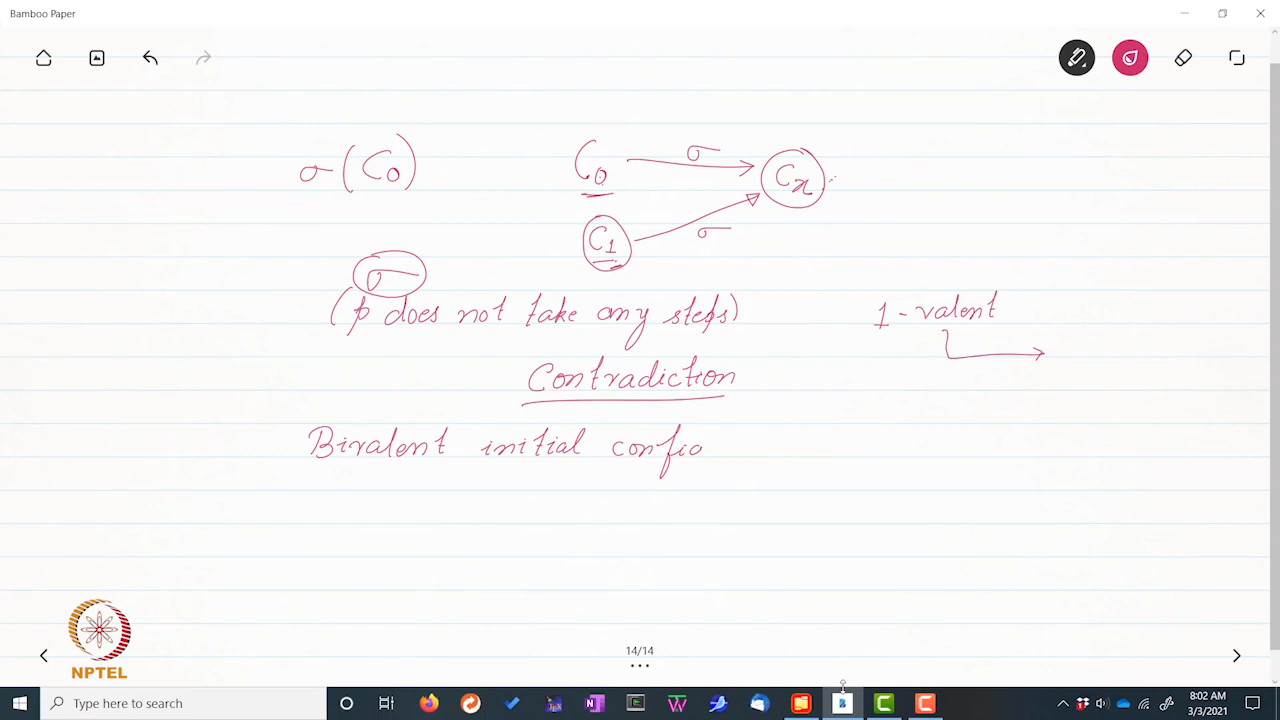 Bamboo Paper
σ(C₀)
C₀ σ Cₓ
C₁ σ
σ
(p does not take any steps)
1-valent
Contradiction
Bivalent initial config
NPTEL
14/14
Type here to search
8:02 AM
3/3/2021